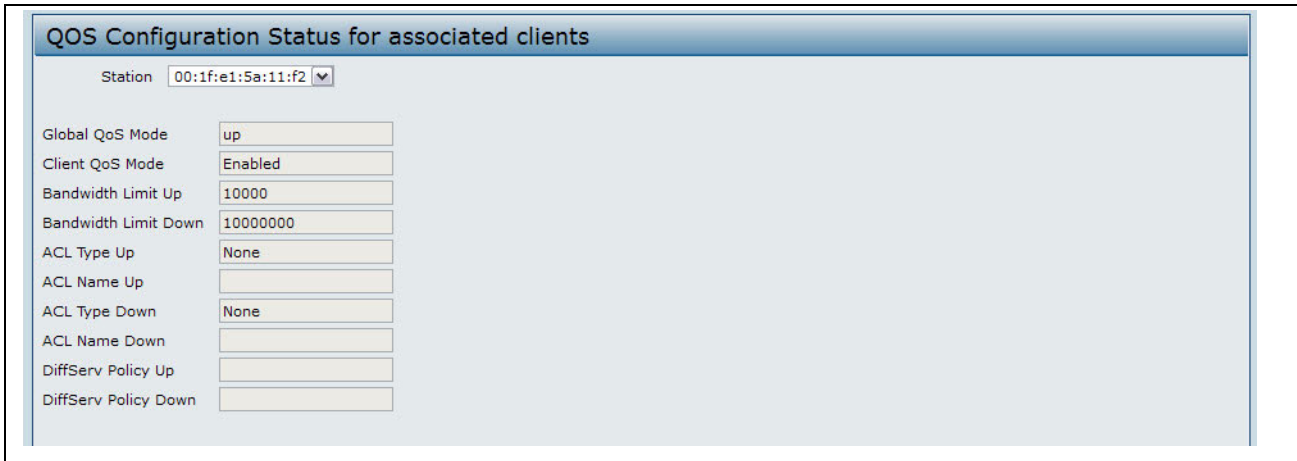 QOS Configuration Status for associated clients
Station 00:1f:e1:5a:11:f2
Global QoS Mode up
Client QoS Mode Enabled
Bandwidth Limit Up 10000
Bandwidth Limit Down 10000000
ACL Type Up None
ACL Name Up
ACL Type Down None
ACL Name Down
DiffServ Policy Up
DiffServ Policy Down